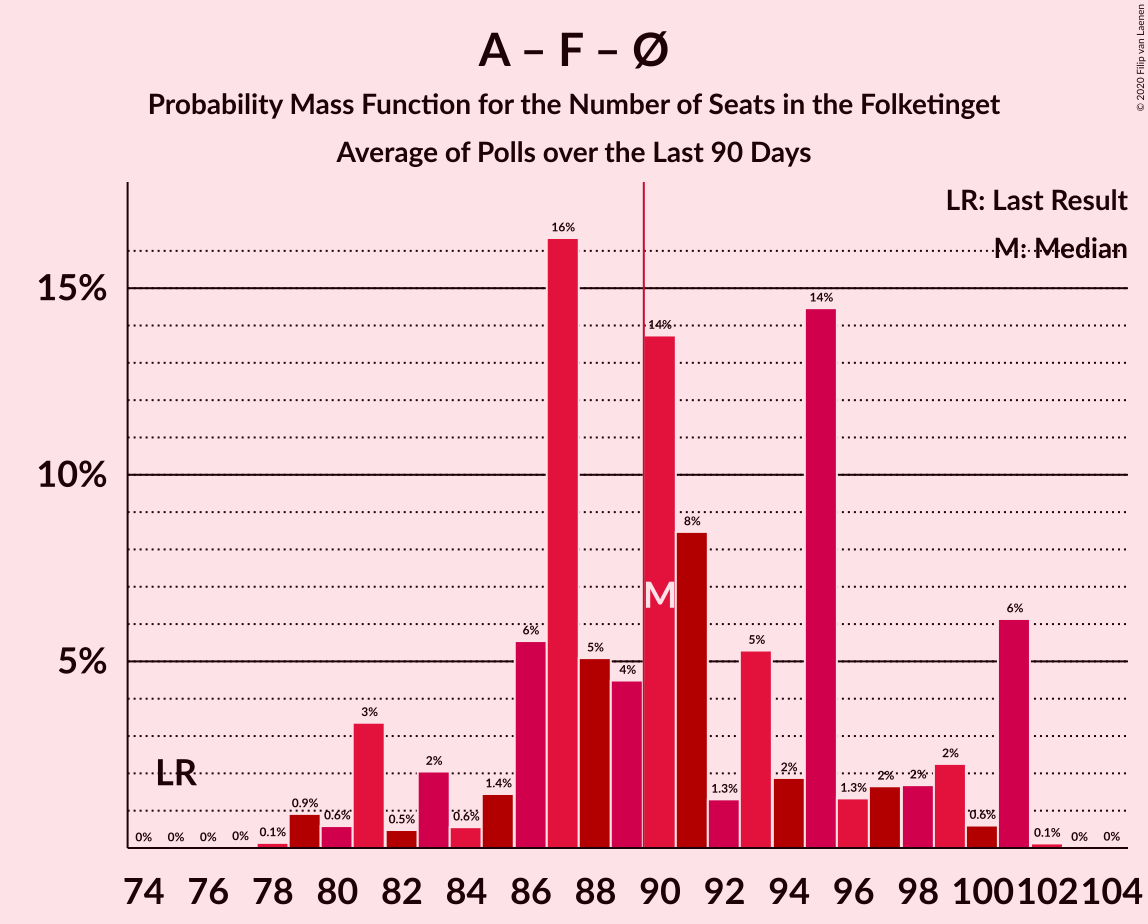 A – F – Ø
Probability Mass Function for the Number of Seats in the Folketinget
Average of Polls over the Last 90 Days
© 2020 Filip van Laenen
LR: Last Result
M: Median
15%
10%
5%
LR
M
0% 0% 0% 0% 0.1% 0.9% 0.6% 3% 0.5% 2% 0.6% 1.4% 6% 16% 5% 4% 14% 8% 1.3% 5% 2% 14% 1.3% 2% 2% 2% 0.6% 6% 0.1% 0% 0%
74 76 78 80 82 84 86 88 90 92 94 96 98 100 102 104